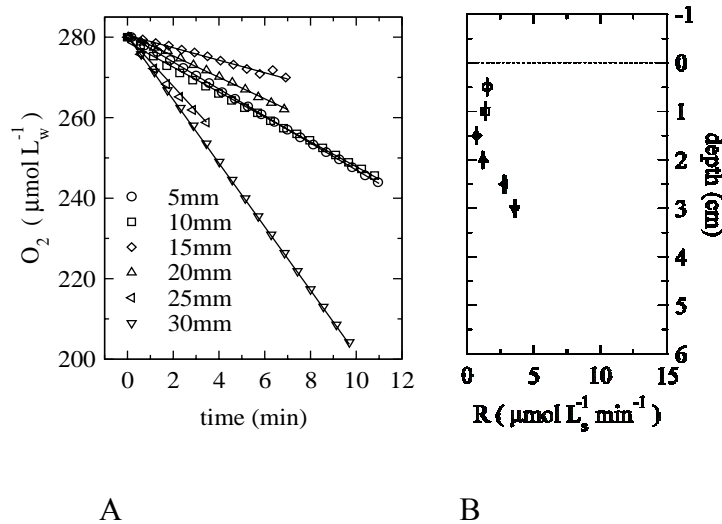 280
260
240
220
200
O2 ( μmol Lw-1 )
5mm
10mm
15mm
20mm
25mm
30mm
0 2 4 6 8 10 12
time (min)
A
-1
0
1
2
3
4
5
6
depth (cm)
0 5 10 15
R ( μmol Ls-1 min-1 )
B